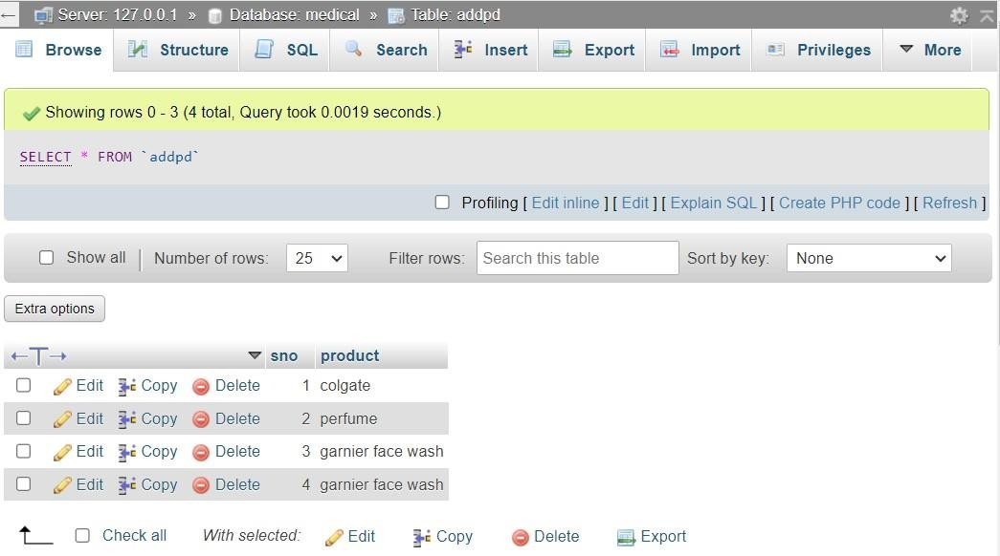 Server: 127.0.0.1 » Database: medical » Table: addpd
Browse Structure SQL Search Insert Export Import Privileges More
Showing rows 0 - 3 (4 total, Query took 0.0019 seconds.)
SELECT * FROM `addpd`
Profiling [ Edit inline ] [ Edit ] [ Explain SQL ] [ Create PHP code ] [ Refresh ]
Show all | Number of rows: 25 Filter rows: Search this table Sort by key: None
Extra options
←T→ sno product
Edit Copy Delete 1 colgate
Edit Copy Delete 2 perfume
Edit Copy Delete 3 garnier face wash
Edit Copy Delete 4 garnier face wash
Check all With selected: Edit Copy Delete Export